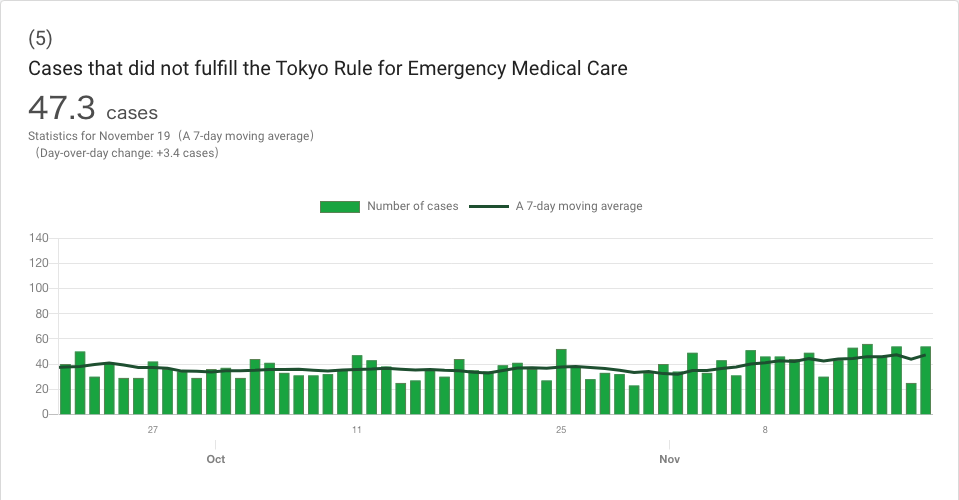 (5)
Cases that did not fulfill the Tokyo Rule for Emergency Medical Care
47.3 cases
Statistics for November 19（A 7-day moving average）
（Day-over-day change: +3.4 cases）
Number of cases A 7-day moving average
140
120
100
80
60
40
20
0
27 11 25 8
Oct Nov